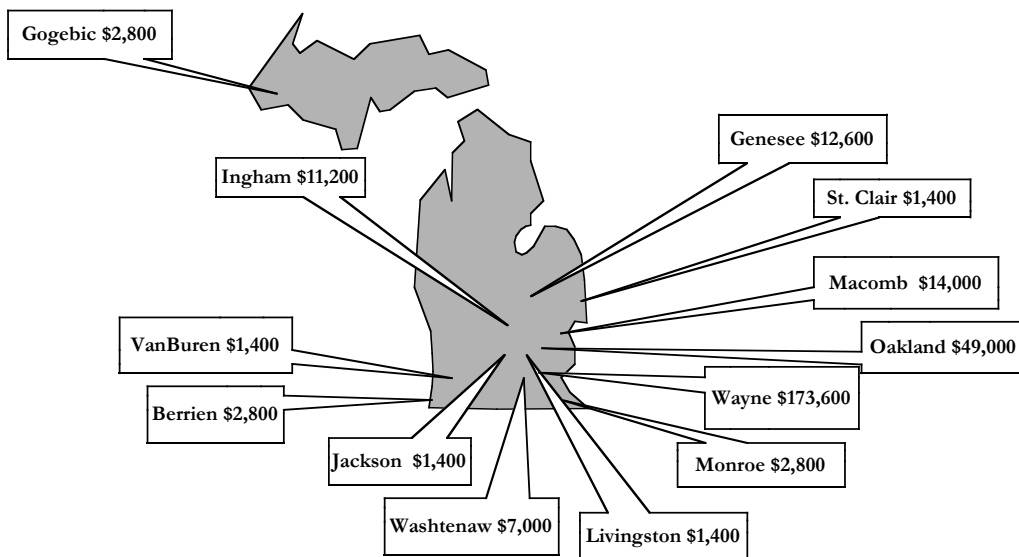 Gogebic $2,800
Genesee $12,600
Ingham $11,200
St. Clair $1,400
Macomb  $14,000
VanBuren $1,400
Oakland $49,000
Wayne $173,600
Berrien $2,800
Jackson  $1,400
Monroe $2,800
Washtenaw $7,000
Livingston $1,400